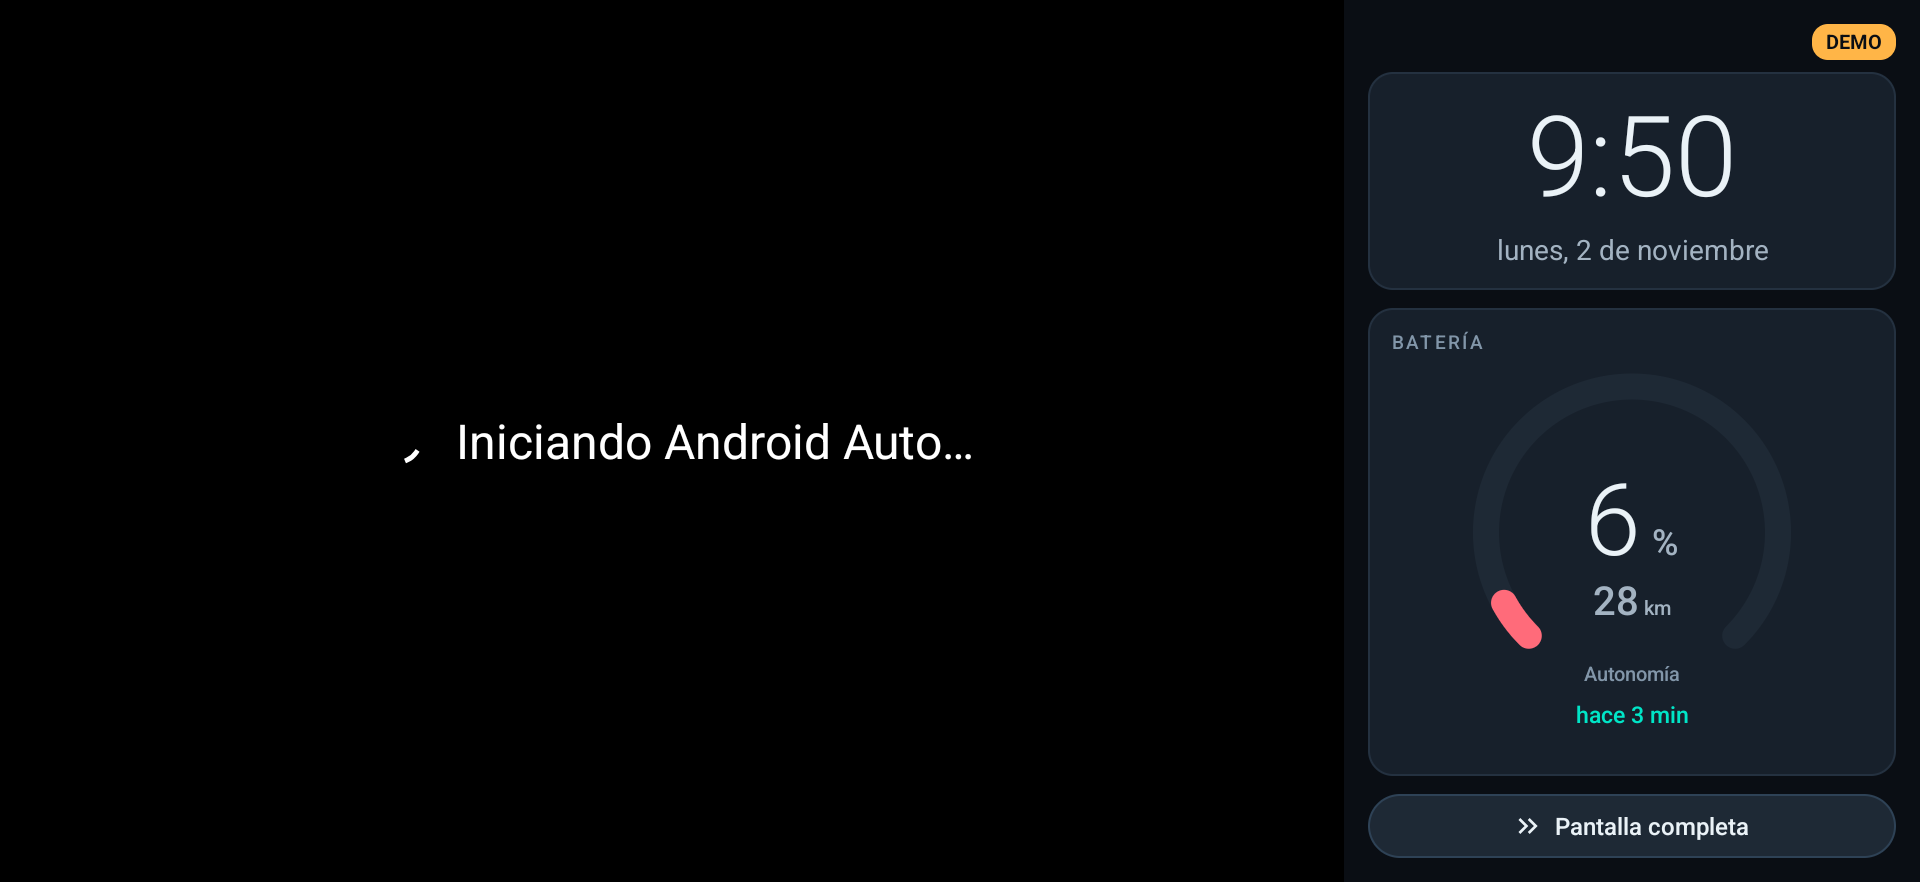 Iniciando Android Auto...
DEMO
9:50
lunes, 2 de noviembre
BATERÍA
6 %
28 km
Autonomía
hace 3 min
Pantalla completa